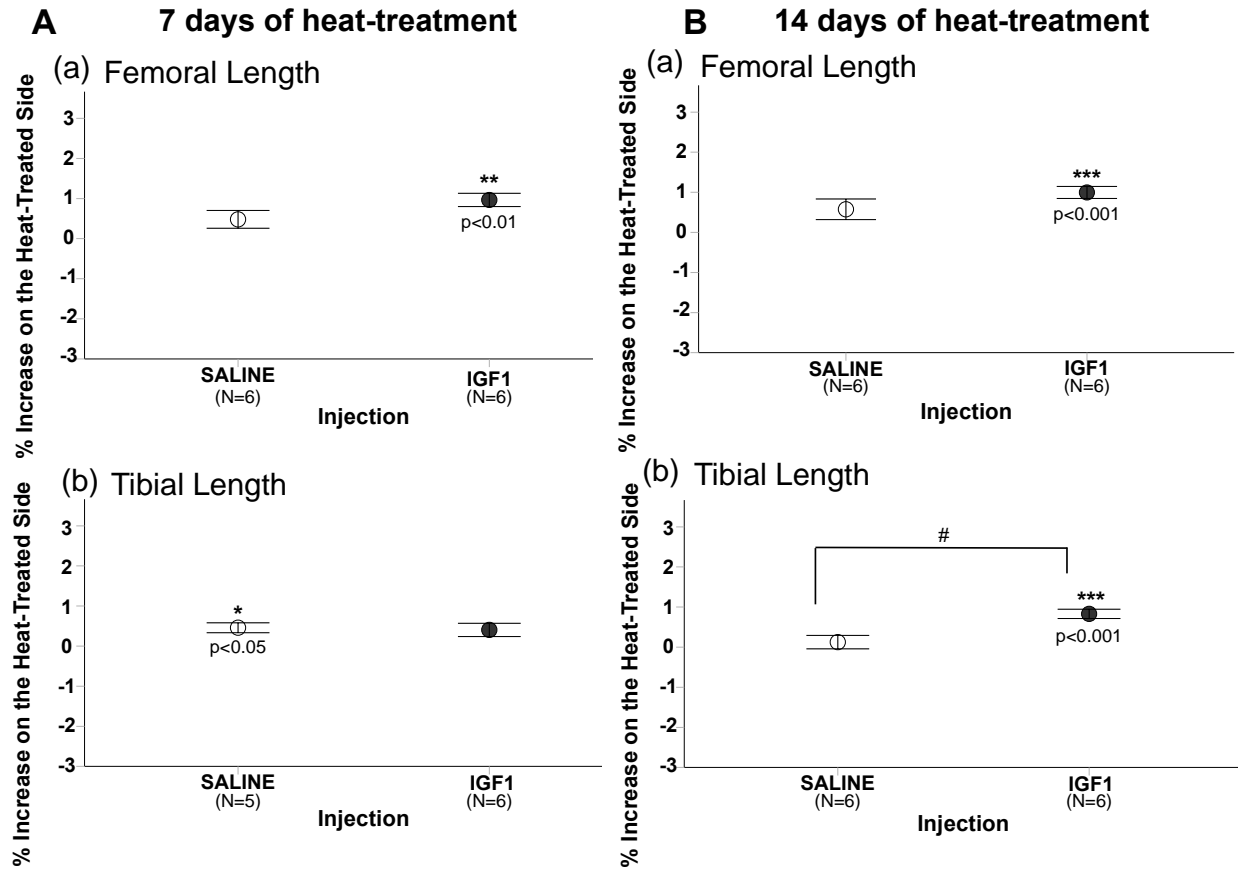 A 7 days of heat-treatment
(a) Femoral Length
% Increase on the Heat-Treated Side
3
2
1
0
-1
-2
-3
**
p<0.01
SALINE
(N=6)
IGF1
(N=6)
Injection
(b) Tibial Length
% Increase on the Heat-Treated Side
3
2
1
0
-1
-2
-3
*
p<0.05
SALINE
(N=5)
IGF1
(N=6)
Injection
B 14 days of heat-treatment
(a) Femoral Length
% Increase on the Heat-Treated Side
3
2
1
0
-1
-2
-3
***
p<0.001
SALINE
(N=6)
IGF1
(N=6)
Injection
(b) Tibial Length
% Increase on the Heat-Treated Side
3
2
1
0
-1
-2
-3
#
***
p<0.001
SALINE
(N=6)
IGF1
(N=6)
Injection